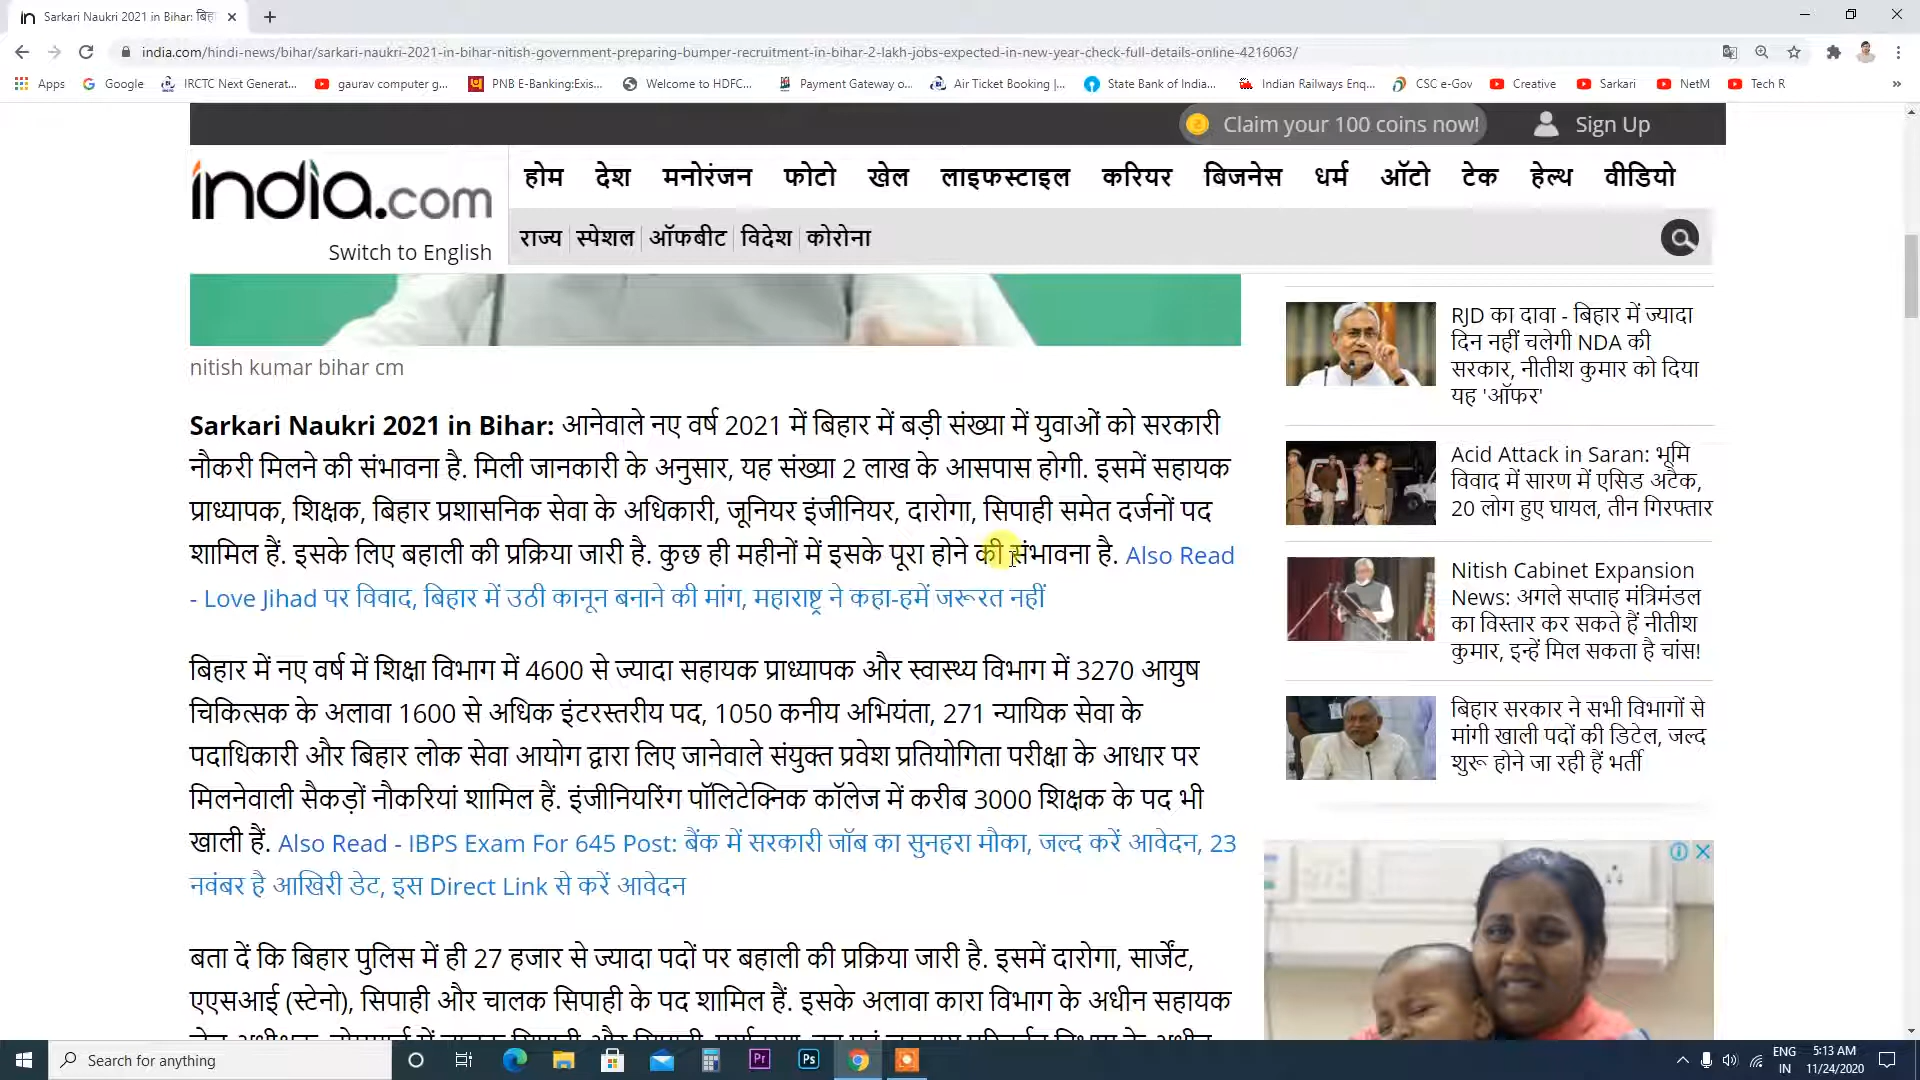 Sarkari Naukri 2021 in Bihar: बिह
india.com/hindi-news/bihar/sarkari-naukri-2021-in-bihar-nitish-government-preparing-bumper-recruitment-in-bihar-2-lakh-jobs-expected-in-new-year-check-full-details-online-4216063/
Apps Google IRCTC Next Generat... gaurav computer g... PNB E-Banking:Exis... Welcome to HDFC... Payment Gateway o... Air Ticket Booking |... State Bank of India... Indian Railways Enq... CSC e-Gov Creative Sarkari NetM Tech R
Claim your 100 coins now! Sign Up
india.com
Switch to English
होम देश मनोरंजन फोटो खेल लाइफस्टाइल करियर बिजनेस धर्म ऑटो टेक हेल्थ वीडियो
राज्य स्पेशल ऑफबीट विदेश कोरोना
nitish kumar bihar cm
Sarkari Naukri 2021 in Bihar: आनेवाले नए वर्ष 2021 में बिहार में बड़ी संख्या में युवाओं को सरकारी
नौकरी मिलने की संभावना है. मिली जानकारी के अनुसार, यह संख्या 2 लाख के आसपास होगी. इसमें सहायक
प्राध्यापक, शिक्षक, बिहार प्रशासनिक सेवा के अधिकारी, जूनियर इंजीनियर, दारोगा, सिपाही समेत दर्जनों पद
शामिल हैं. इसके लिए बहाली की प्रक्रिया जारी है. कुछ ही महीनों में इसके पूरा होने की संभावना है. Also Read
- Love Jihad पर विवाद, बिहार में उठी कानून बनाने की मांग, महाराष्ट्र ने कहा-हमें जरूरत नहीं
बिहार में नए वर्ष में शिक्षा विभाग में 4600 से ज्यादा सहायक प्राध्यापक और स्वास्थ्य विभाग में 3270 आयुष
चिकित्सक के अलावा 1600 से अधिक इंटरस्तरीय पद, 1050 कनीय अभियंता, 271 न्यायिक सेवा के
पदाधिकारी और बिहार लोक सेवा आयोग द्वारा लिए जानेवाले संयुक्त प्रवेश प्रतियोगिता परीक्षा के आधार पर
मिलनेवाली सैकड़ों नौकरियां शामिल हैं. इंजीनियरिंग पॉलिटेक्निक कॉलेज में करीब 3000 शिक्षक के पद भी
खाली हैं. Also Read - IBPS Exam For 645 Post: बैंक में सरकारी जॉब का सुनहरा मौका, जल्द करें आवेदन, 23
नवंबर है आखिरी डेट, इस Direct Link से करें आवेदन
बता दें कि बिहार पुलिस में ही 27 हजार से ज्यादा पदों पर बहाली की प्रक्रिया जारी है. इसमें दारोगा, सार्जेंट,
एएसआई (स्टेनो), सिपाही और चालक सिपाही के पद शामिल हैं. इसके अलावा कारा विभाग के अधीन सहायक
RJD का दावा - बिहार में ज्यादा
दिन नहीं चलेगी NDA की
सरकार, नीतीश कुमार को दिया
यह 'ऑफर'
Acid Attack in Saran: भूमि
विवाद में सारण में एसिड अटैक,
20 लोग हुए घायल, तीन गिरफ्तार
Nitish Cabinet Expansion
News: अगले सप्ताह मंत्रिमंडल
का विस्तार कर सकते हैं नीतीश
कुमार, इन्हें मिल सकता है चांस!
बिहार सरकार ने सभी विभागों से
मांगी खाली पदों की डिटेल, जल्द
शुरू होने जा रही हैं भर्ती
Search for anything
Pr Ps
ENG 5:13 AM
IN 11/24/2020